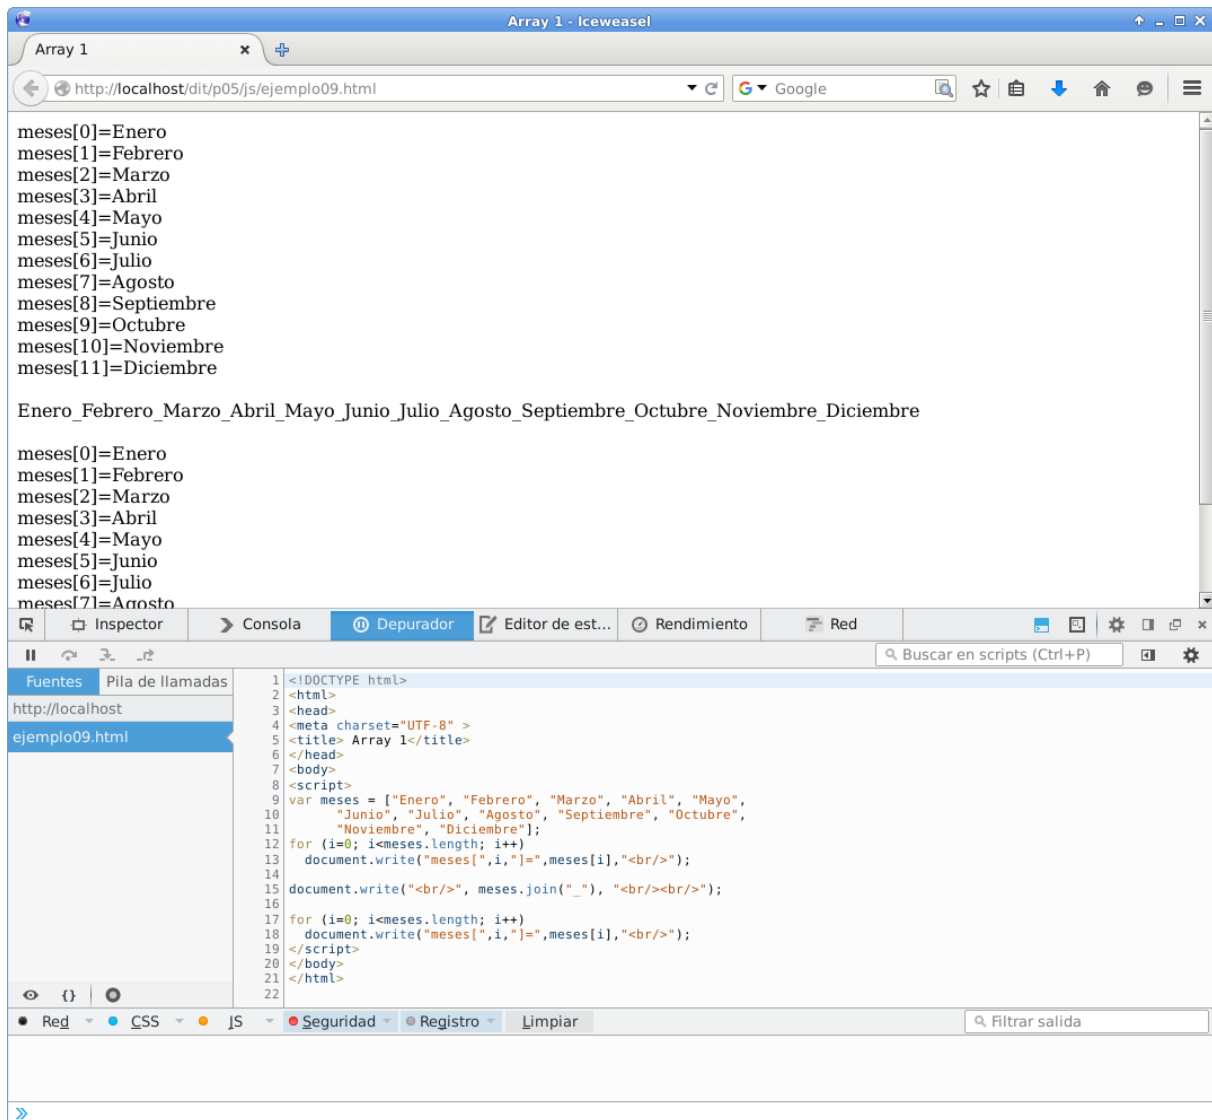 Array 1 - Iceweasel
Array 1
http://localhost/dit/p05/js/ejemplo09.html
G Google
meses[0]=Enero
meses[1]=Febrero
meses[2]=Marzo
meses[3]=Abril
meses[4]=Mayo
meses[5]=Junio
meses[6]=Julio
meses[7]=Agosto
meses[8]=Septiembre
meses[9]=Octubre
meses[10]=Noviembre
meses[11]=Diciembre
Enero_Febrero_Marzo_Abril_Mayo_Junio_Julio_Agosto_Septiembre_Octubre_Noviembre_Diciembre
meses[0]=Enero
meses[1]=Febrero
meses[2]=Marzo
meses[3]=Abril
meses[4]=Mayo
meses[5]=Junio
meses[6]=Julio
meses[7]=Agosto
Inspector Consola Depurador Editor de est... Rendimiento Red
Buscar en scripts (Ctrl+P)
Fuentes Pila de llamadas
http://localhost
ejemplo09.html
1 <!DOCTYPE html>
2 <html>
3 <head>
4 <meta charset="UTF-8" >
5 <title> Array 1</title>
6 </head>
7 <body>
8 <script>
9 var meses = ["Enero", "Febrero", "Marzo", "Abril", "Mayo",
10 "Junio", "Julio", "Agosto", "Septiembre", "Octubre",
11 "Noviembre", "Diciembre"];
12 for (i=0; i<meses.length; i++)
13 document.write("meses[",i,"]=",meses[i],"<br/>");
14
15 document.write("<br/>", meses.join("_"), "<br/><br/>");
16
17 for (i=0; i<meses.length; i++)
18 document.write("meses[",i,"]=",meses[i],"<br/>");
19 </script>
20 </body>
21 </html>
22
{}
Red CSS JS Seguridad Registro Limpiar
Filtrar salida